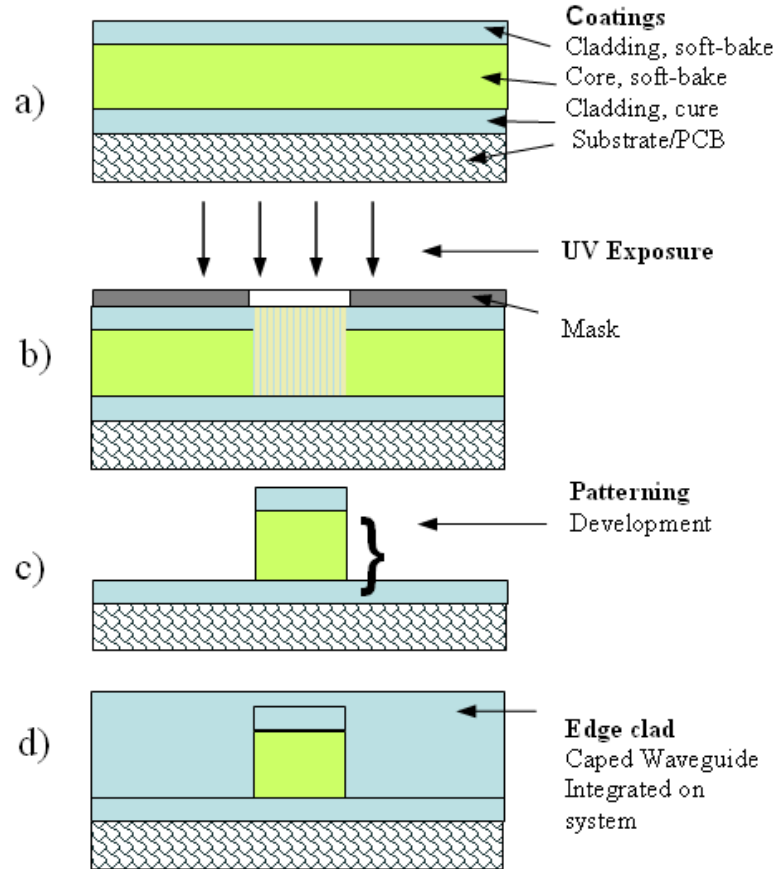 Coatings
Cladding, soft-bake
Core, soft-bake
a)
Cladding, cure
Substrate/PCB
UV Exposure
Mask
b)
Patterning
Development
c)
d)
Edge clad
Caped Waveguide
Integrated on
system